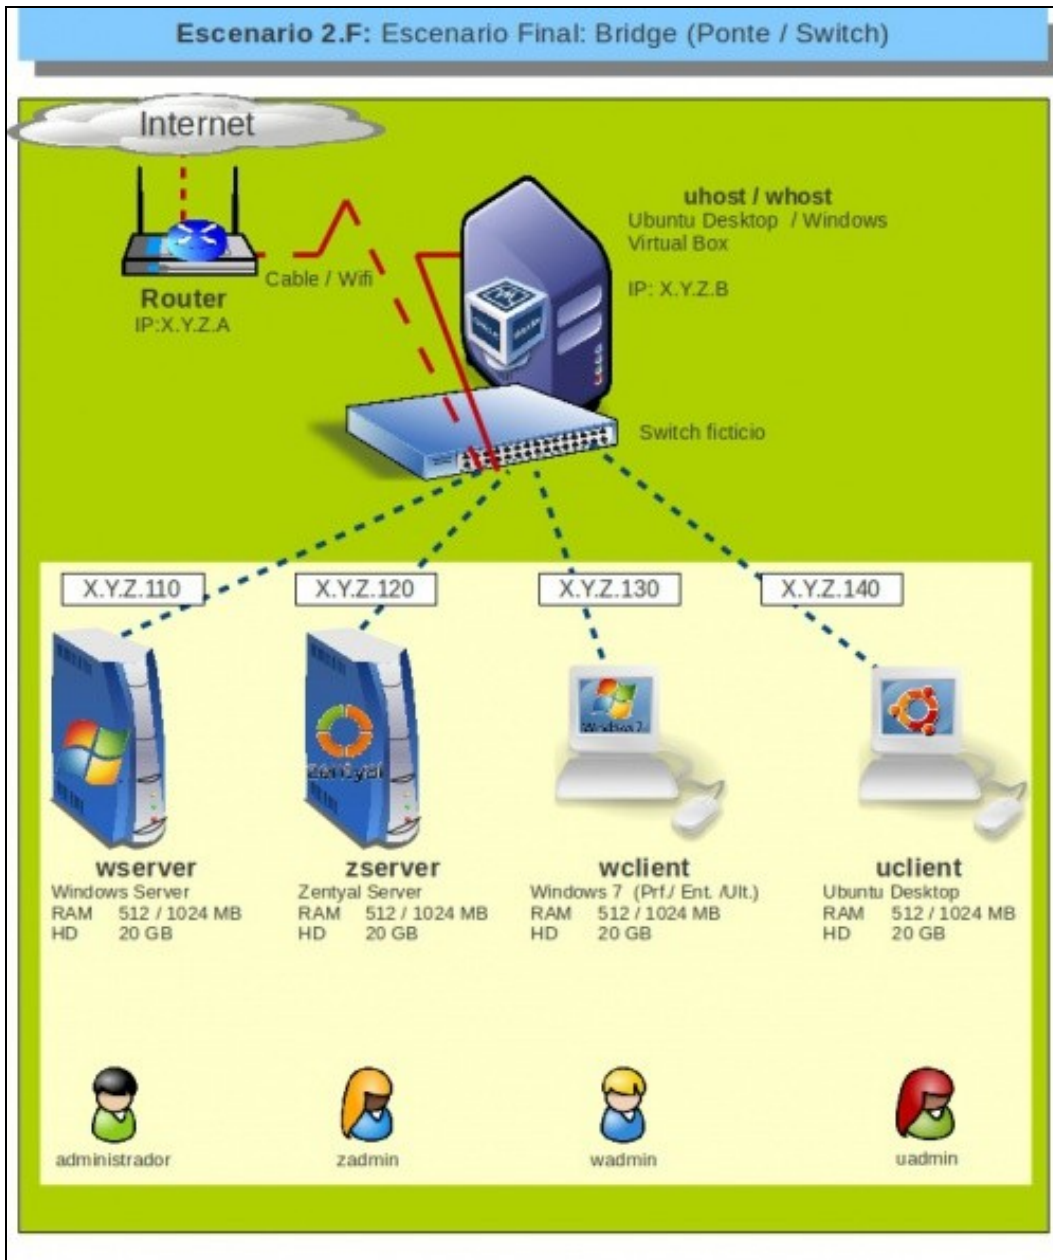 Escenario 2.F: Escenario Final: Bridge (Ponte / Switch)
Internet
uhost / whost
Ubuntu Desktop / Windows
Virtual Box
IP: X.Y.Z.B
Cable / Wifi
Router
IP:X.Y.Z.A
Switch ficticio
X.Y.Z.110
X.Y.Z.120
X.Y.Z.130
X.Y.Z.140
Windows 7
zentyal
wserver
Windows Server
RAM 512 / 1024 MB
HD 20 GB
zserver
Zentyal Server
RAM 512 / 1024 MB
HD 20 GB
wclient
Windows 7 (Prf./ Ent. /Ult.)
RAM 512 / 1024 MB
HD 20 GB
uclient
Ubuntu Desktop
RAM 512 / 1024 MB
HD 20 GB
administrador
zadmin
wadmin
uadmin